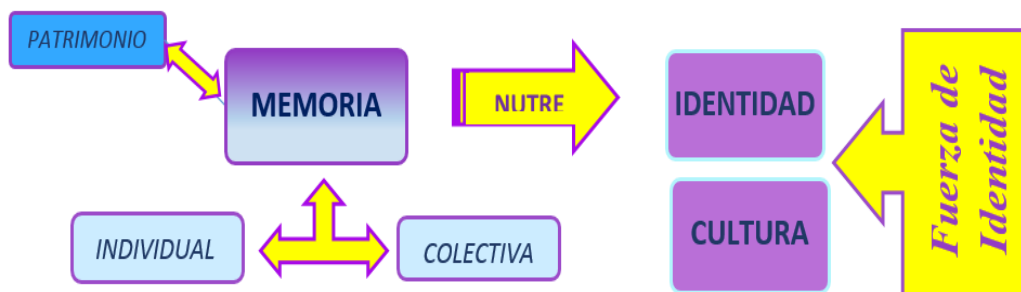 PATRIMONIO
MEMORIA
NUTRE
IDENTIDAD
Fuerza de
Identidad
INDIVIDUAL
COLECTIVA
CULTURA